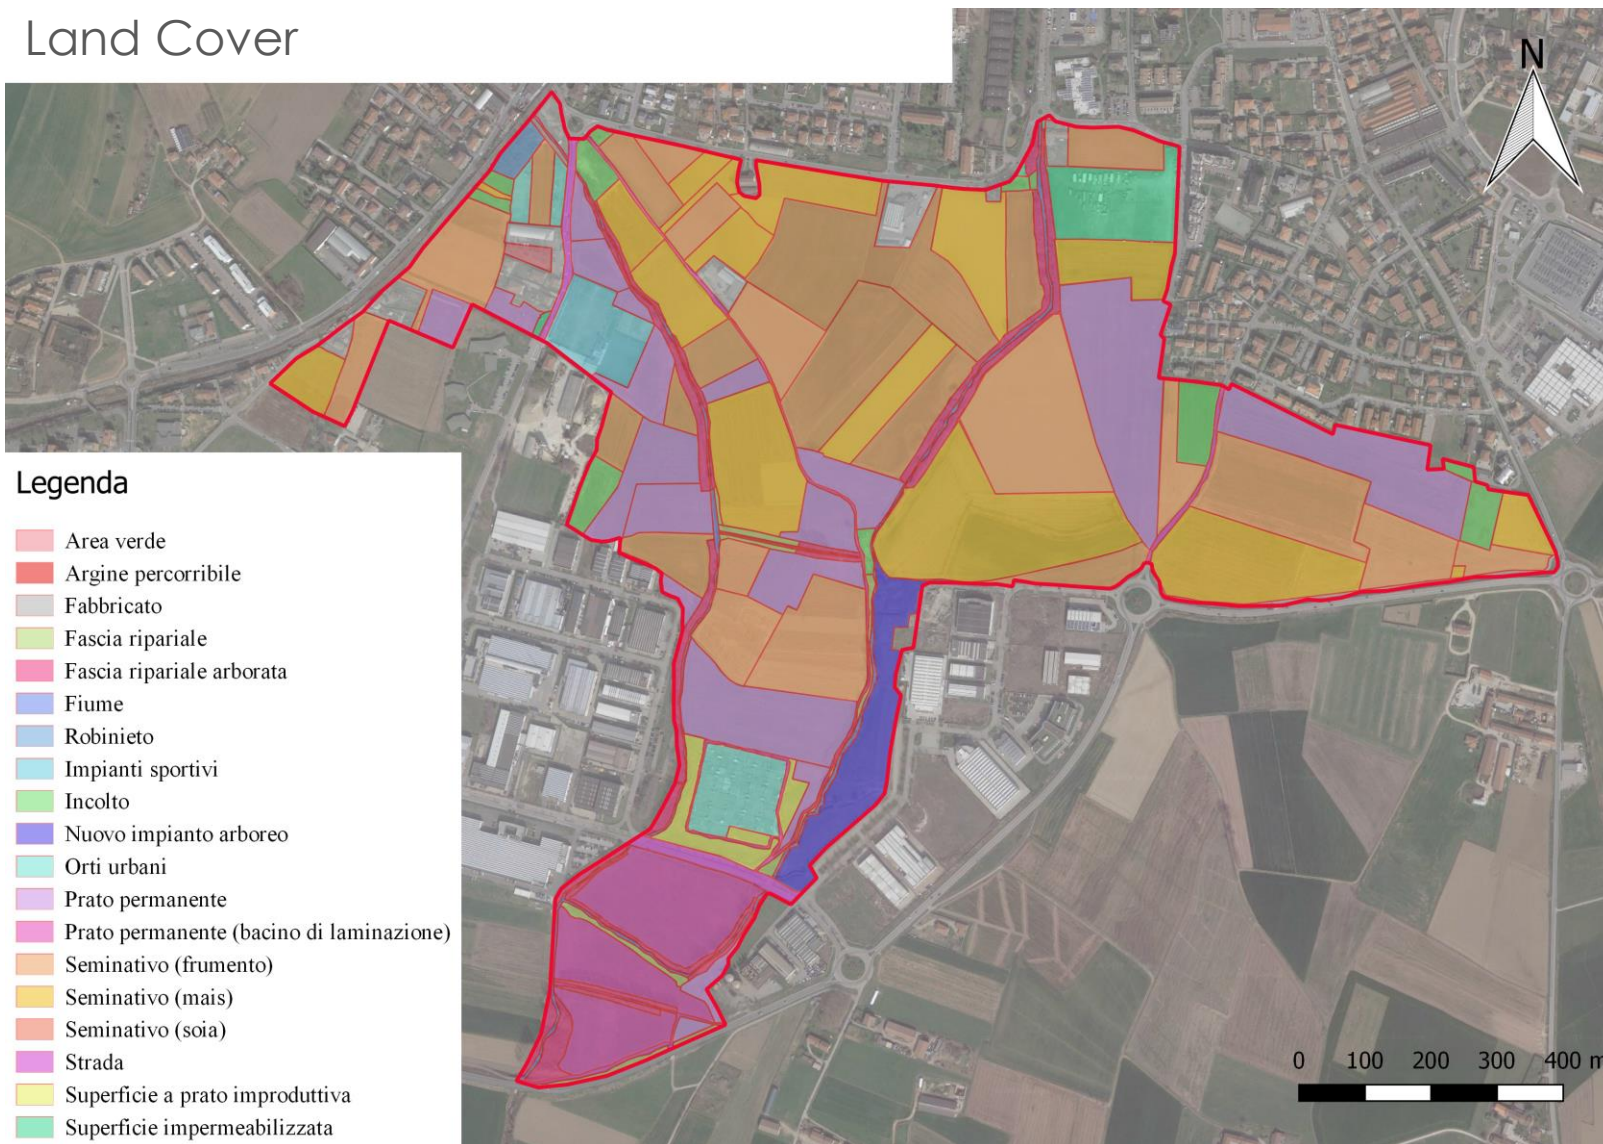 Land Cover
N
Legenda
Area verde
Argine percorribile
Fabbricato
Fascia ripariale
Fascia ripariale arborata
Fiume
Robinieto
Impianti sportivi
Incolto
Nuovo impianto arboreo
Orti urbani
Prato permanente
Prato permanente (bacino di laminazione)
Seminativo (frumento)
Seminativo (mais)
Seminativo (soia)
Strada
Superficie a prato improduttiva
Superficie impermeabilizzata
0 100 200 300 400 m